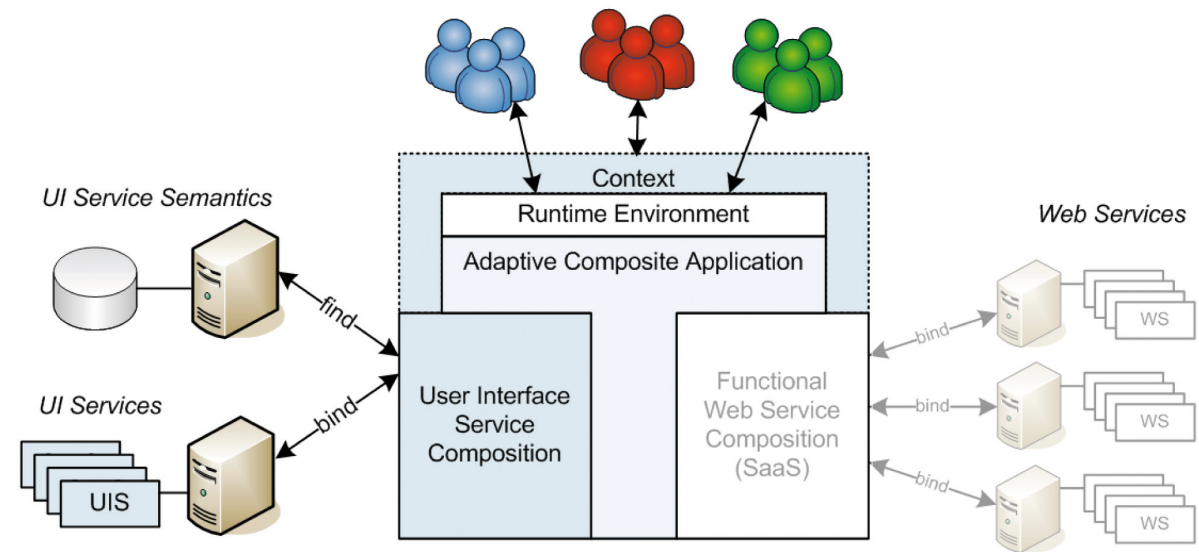 Context
Runtime Environment
Adaptive Composite Application
UI Service Semantics
find
UI Services
UIS
bind
User Interface
Service
Composition
Functional
Web Service
Composition
(SaaS)
Web Services
bind
WS
bind
WS
bind
WS